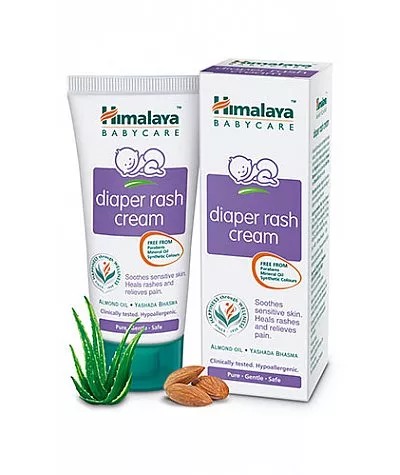 Himalaya™
BABYCARE
diaper rash
cream
FREE FROM
Parabens
Mineral Oil
Synthetic Colours
Soothes
sensitive skin.
Heals rashes and
relieves pain.
ALMOND OIL • YASHADA BHASMA
Clinically tested. Hypoallergenic.
Pure • Gentle • Safe
Himalaya™
BABYCARE
diaper rash
cream
FREE FROM
Parabens
Mineral Oil
Synthetic Colours
Soothes
sensitive skin.
Heals rashes
and relieves
pain.
ALMOND OIL • YASHADA BHASMA
Clinically tested. Hypoallergenic.
Pure • Gentle • Safe